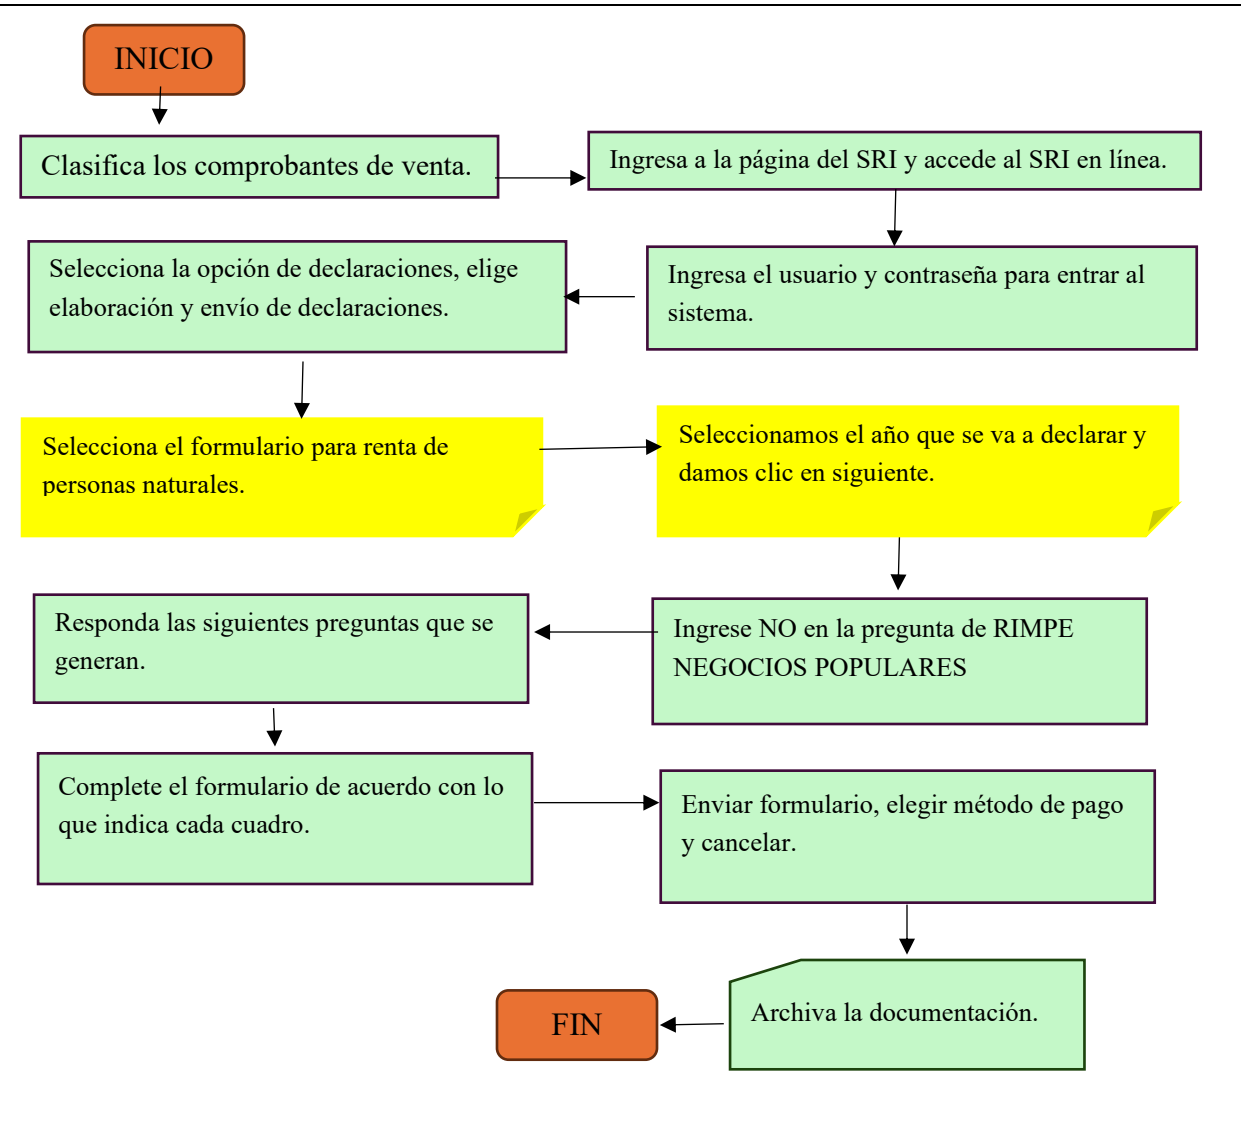 INICIO
Clasifica los comprobantes de venta.
Ingresa a la página del SRI y accede al SRI en línea.
Ingresa el usuario y contraseña para entrar al
sistema.
Selecciona la opción de declaraciones, elige
elaboración y envío de declaraciones.
Selecciona el formulario para renta de
personas naturales.
Seleccionamos el año que se va a declarar y
damos clic en siguiente.
Ingrese NO en la pregunta de RIMPE
NEGOCIOS POPULARES
Responda las siguientes preguntas que se
generan.
Complete el formulario de acuerdo con lo
que indica cada cuadro.
Enviar formulario, elegir método de pago
y cancelar.
Archiva la documentación.
FIN